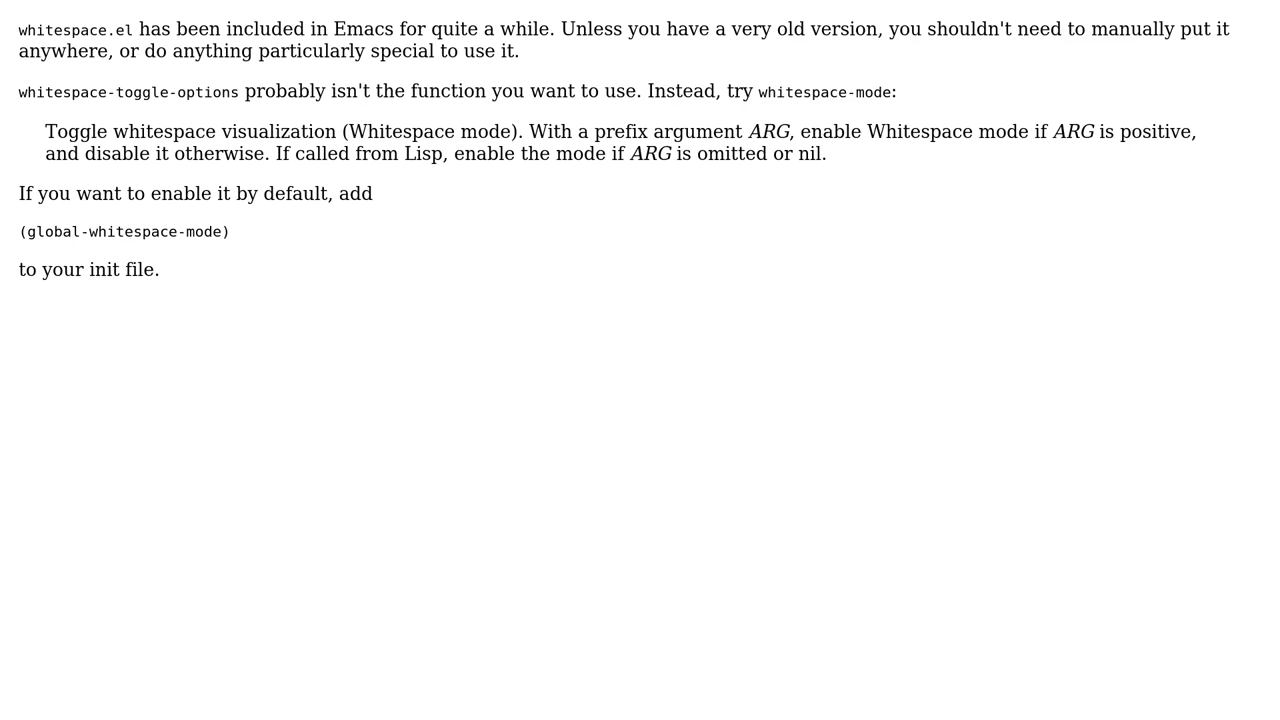 whitespace.el has been included in Emacs for quite a while. Unless you have a very old version, you shouldn't need to manually put it
anywhere, or do anything particularly special to use it.
whitespace-toggle-options probably isn't the function you want to use. Instead, try whitespace-mode:
Toggle whitespace visualization (Whitespace mode). With a prefix argument ARG, enable Whitespace mode if ARG is positive,
and disable it otherwise. If called from Lisp, enable the mode if ARG is omitted or nil.
If you want to enable it by default, add
(global-whitespace-mode)
to your init file.